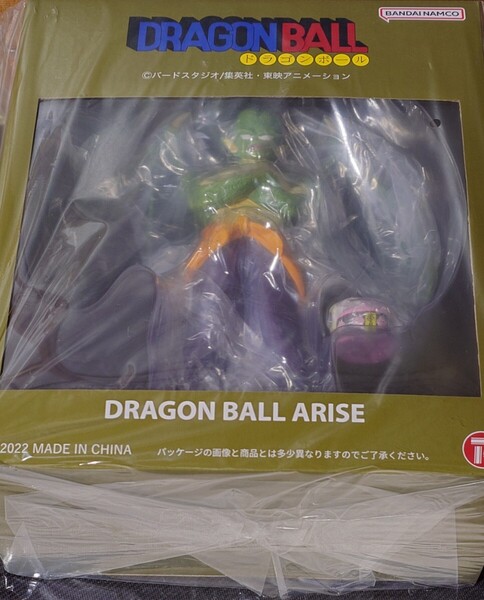 BANDAI NAMCO
DRAGON BALL
ドラゴンボール
©バードスタジオ/集英社・東映アニメーション
DRAGON BALL ARISE
2022 MADE IN CHINA
パッケージの画像と商品とは多少異なりますのでご了承ください。